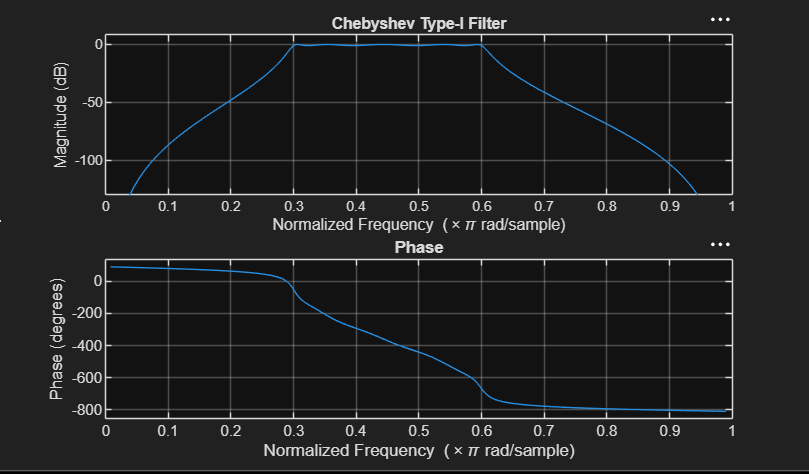 Chebyshev Type-I Filter
0
-50
-100
Magnitude (dB)
0 0.1 0.2 0.3 0.4 0.5 0.6 0.7 0.8 0.9 1
Normalized Frequency (× π rad/sample)
Phase
0
-200
-400
-600
-800
Phase (degrees)
0 0.1 0.2 0.3 0.4 0.5 0.6 0.7 0.8 0.9 1
Normalized Frequency (× π rad/sample)